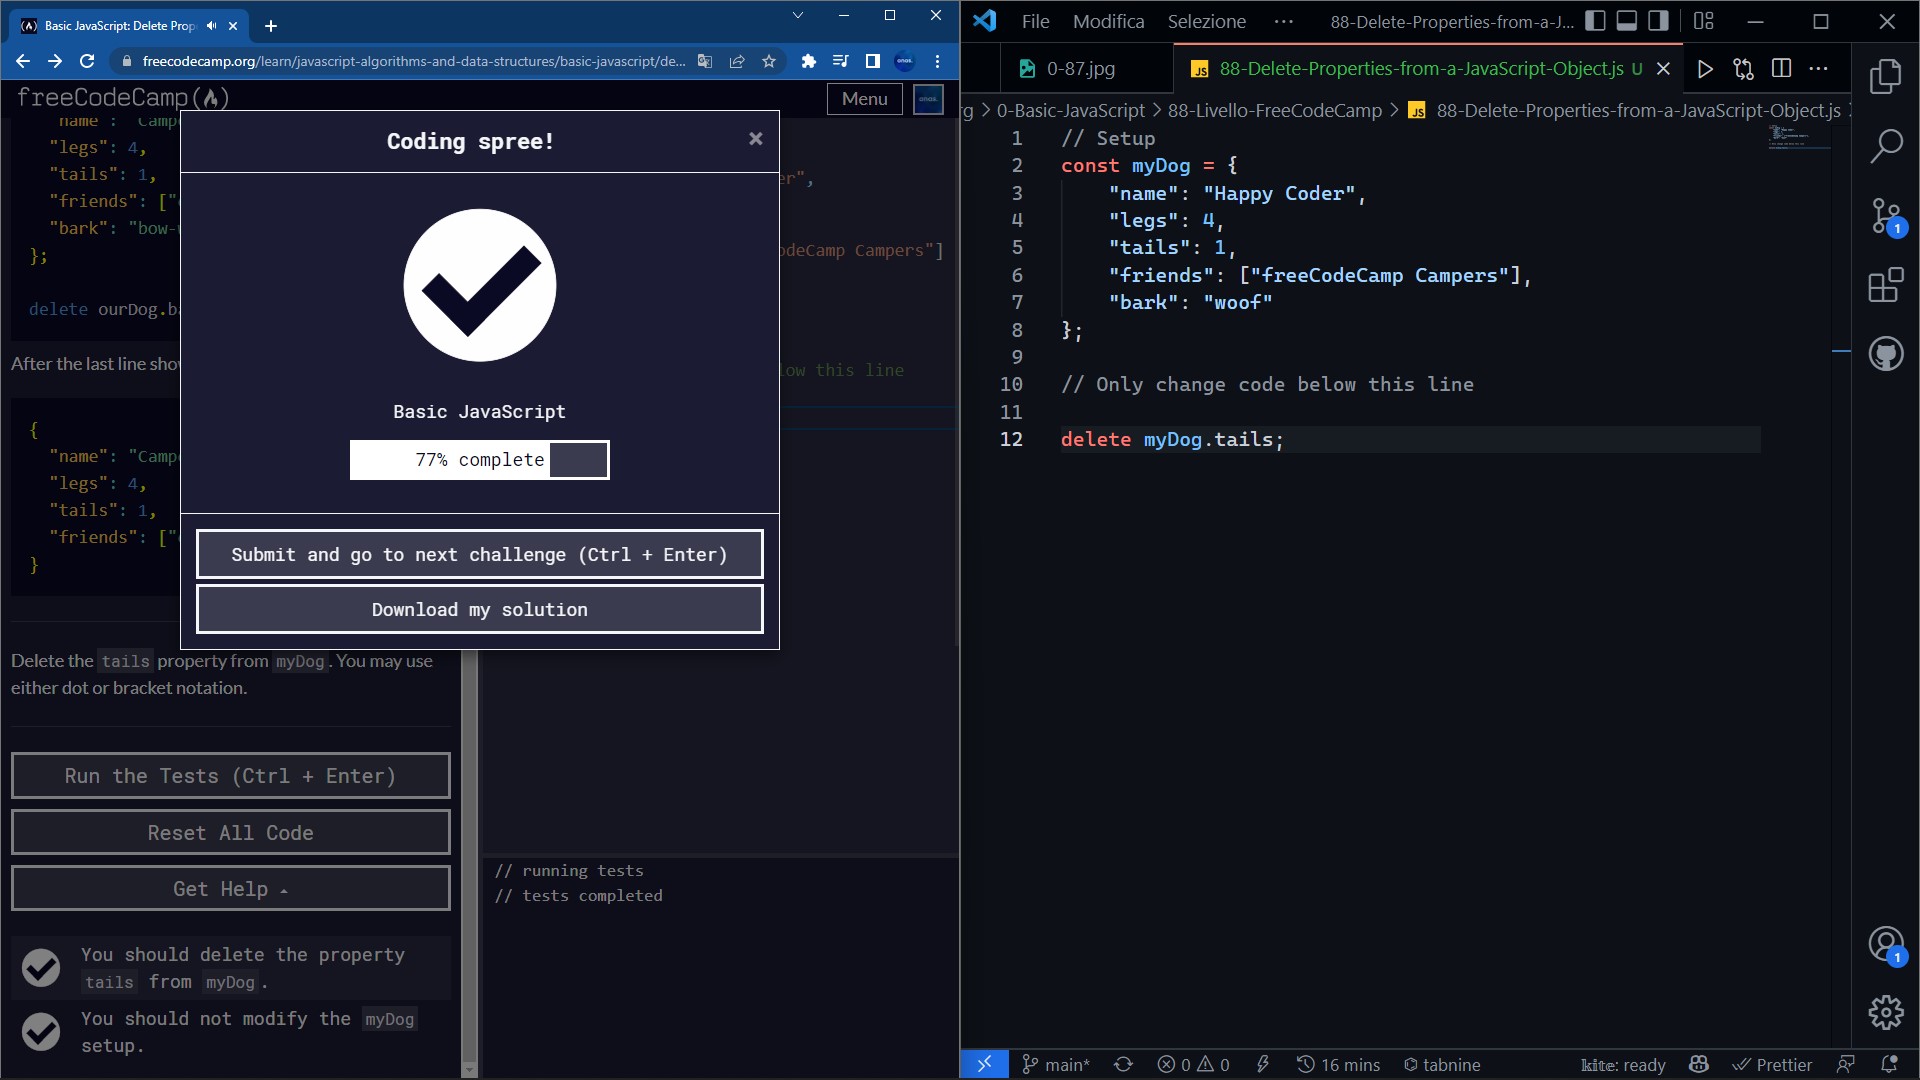 Basic JavaScript: Delete Prop
freecodecamp.org/learn/javascript-algorithms-and-data-structures/basic-javascript/de...
freeCodeCamp
Menu
"name": "Camp
"legs": 4,
"tails": 1,
"friends": ["
"bark": "bow-
};
delete ourDog.ba
After the last line sho
{
"name": "Camp
"legs": 4,
"tails": 1,
"friends": ["
}
Delete the tails property from myDog. You may use
either dot or bracket notation.
Run the Tests (Ctrl + Enter)
Reset All Code
Get Help
You should delete the property
tails from myDog.
You should not modify the myDog
setup.
Coding spree!
×
Basic JavaScript
77% complete
Submit and go to next challenge (Ctrl + Enter)
Download my solution
er",
deCamp Campers"]
low this line
// running tests
// tests completed
File Modifica Selezione ··· 88-Delete-Properties-from-a-J...
0-87.jpg
JS 88-Delete-Properties-from-a-JavaScript-Object.js U
rg > 0-Basic-JavaScript > 88-Livello-FreeCodeCamp > JS 88-Delete-Properties-from-a-JavaScript-Object.js
1 // Setup
2 const myDog = {
3 "name": "Happy Coder",
4 "legs": 4,
5 "tails": 1,
6 "friends": ["freeCodeCamp Campers"],
7 "bark": "woof"
8 };
9
10 // Only change code below this line
11
12 delete myDog.tails;
1
1
main* 0 0 16 mins tabnine kite: ready Prettier